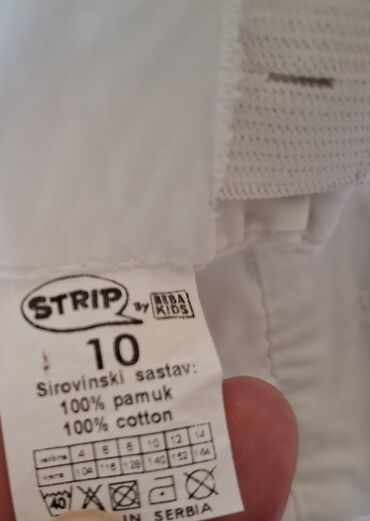 STRIP By BEBA KIDS
10
Sirovinski sastav:
100% pamuk
100% cotton
4 6 8 10 12 14
104 116 128 140 152 164
40
IN SERBIA